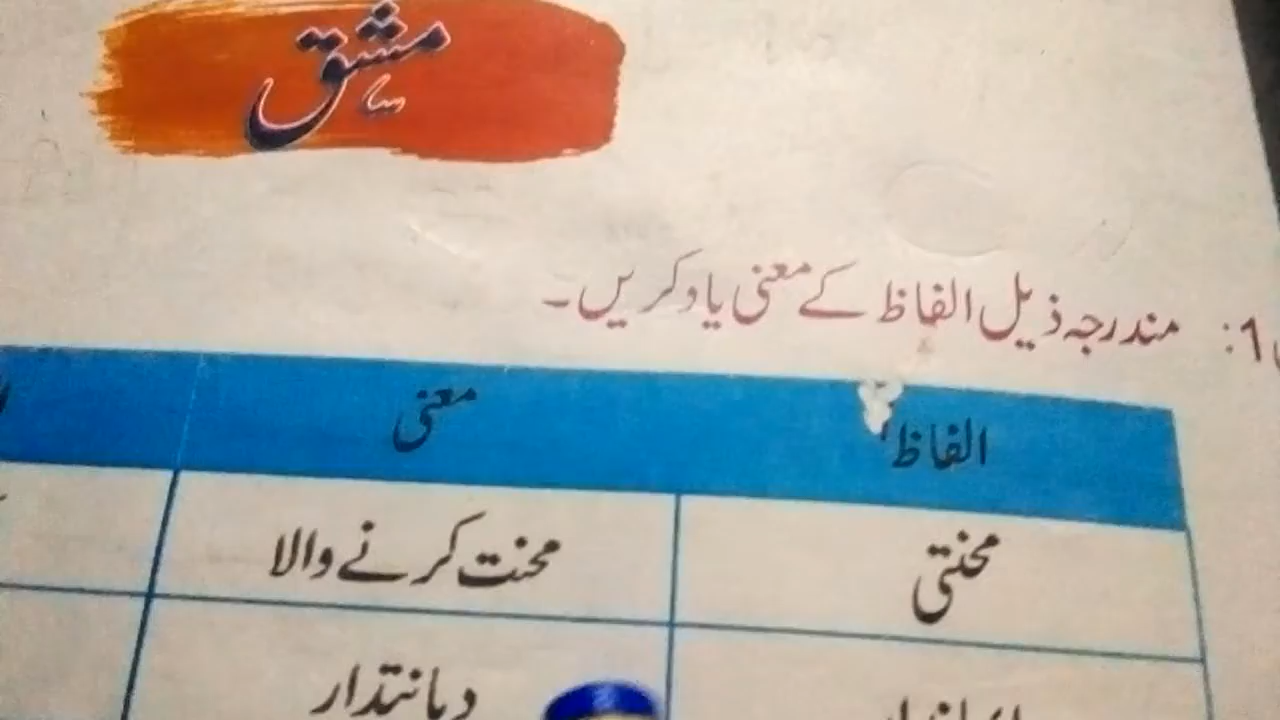 مشق
1: مندرجہ ذیل الفاظ کے معنی یاد کریں۔
الفاظ معنی
محنتی محنت کرنے والا
دیانتدار